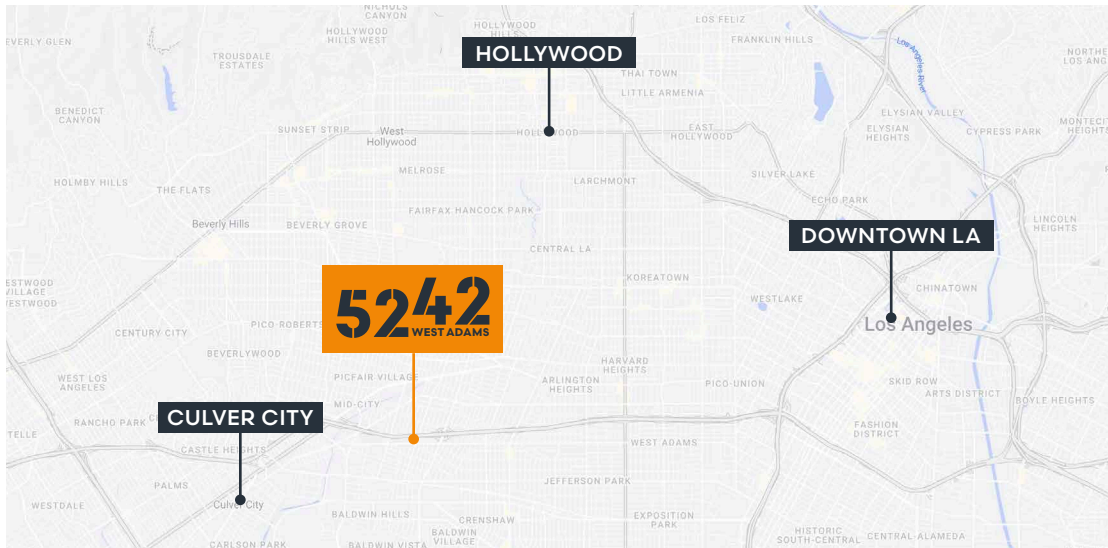 NICHOLS
CANYON
HOLLYWOOD
HILLS WEST
HOLLYWOOD
HILLS
LOS FELIZ
FRANKLIN HILLS
EVERLY GLEN
TROUSDALE
ESTATES
HOLLYWOOD
THAI TOWN
LITTLE ARMENIA
Los Angeles
River
NORTHE
LOS ANG
BENEDICT
CANYON
ELYSIAN VALLEY
SUNSET STRIP
West
Hollywood
HOLLYWOOD
EAST
HOLLYWOOD
ELYSIAN
HEIGHTS
CYPRESS PARK
MONTECI
HEIGHT
MELROSE
SILVER LAKE
HOLMBY HILLS
THE FLATS
LARCHMONT
ECHO PARK
FAIRFAX
HANCOCK PARK
Beverly Hills
BEVERLY GROVE
LINCOLN
HEIGHTS
DOWNTOWN LA
CENTRAL LA
ESTWOOD
VILLAGE
WESTWOOD
KOREATOWN
CHINATOWN
5242
WEST ADAMS
WESTLAKE
CENTURY CITY
PICO-ROBERTS
Los Angeles
BEVERLYWOOD
HARVARD
HEIGHTS
WEST LOS
ANGELES
PICFAIR VILLAGE
ARLINGTON
HEIGHTS
PICO-UNION
SKID ROW
ARTS DISTRICT
BOYLE HEIGHTS
MID-CITY
CULVER CITY
RANCHO PARK
TELLE
CASTLE HEIGHTS
WEST ADAMS
FASHION
DISTRICT
PALMS
JEFFERSON PARK
WESTDALE
Culver City
BALDWIN HILLS
CRENSHAW
EXPOSITION
PARK
BALDWIN
VILLAGE
HISTORIC
SOUTH-CENTRAL
CENTRAL-ALAMEDA
CARLSON PARK
BALDWIN VISTA